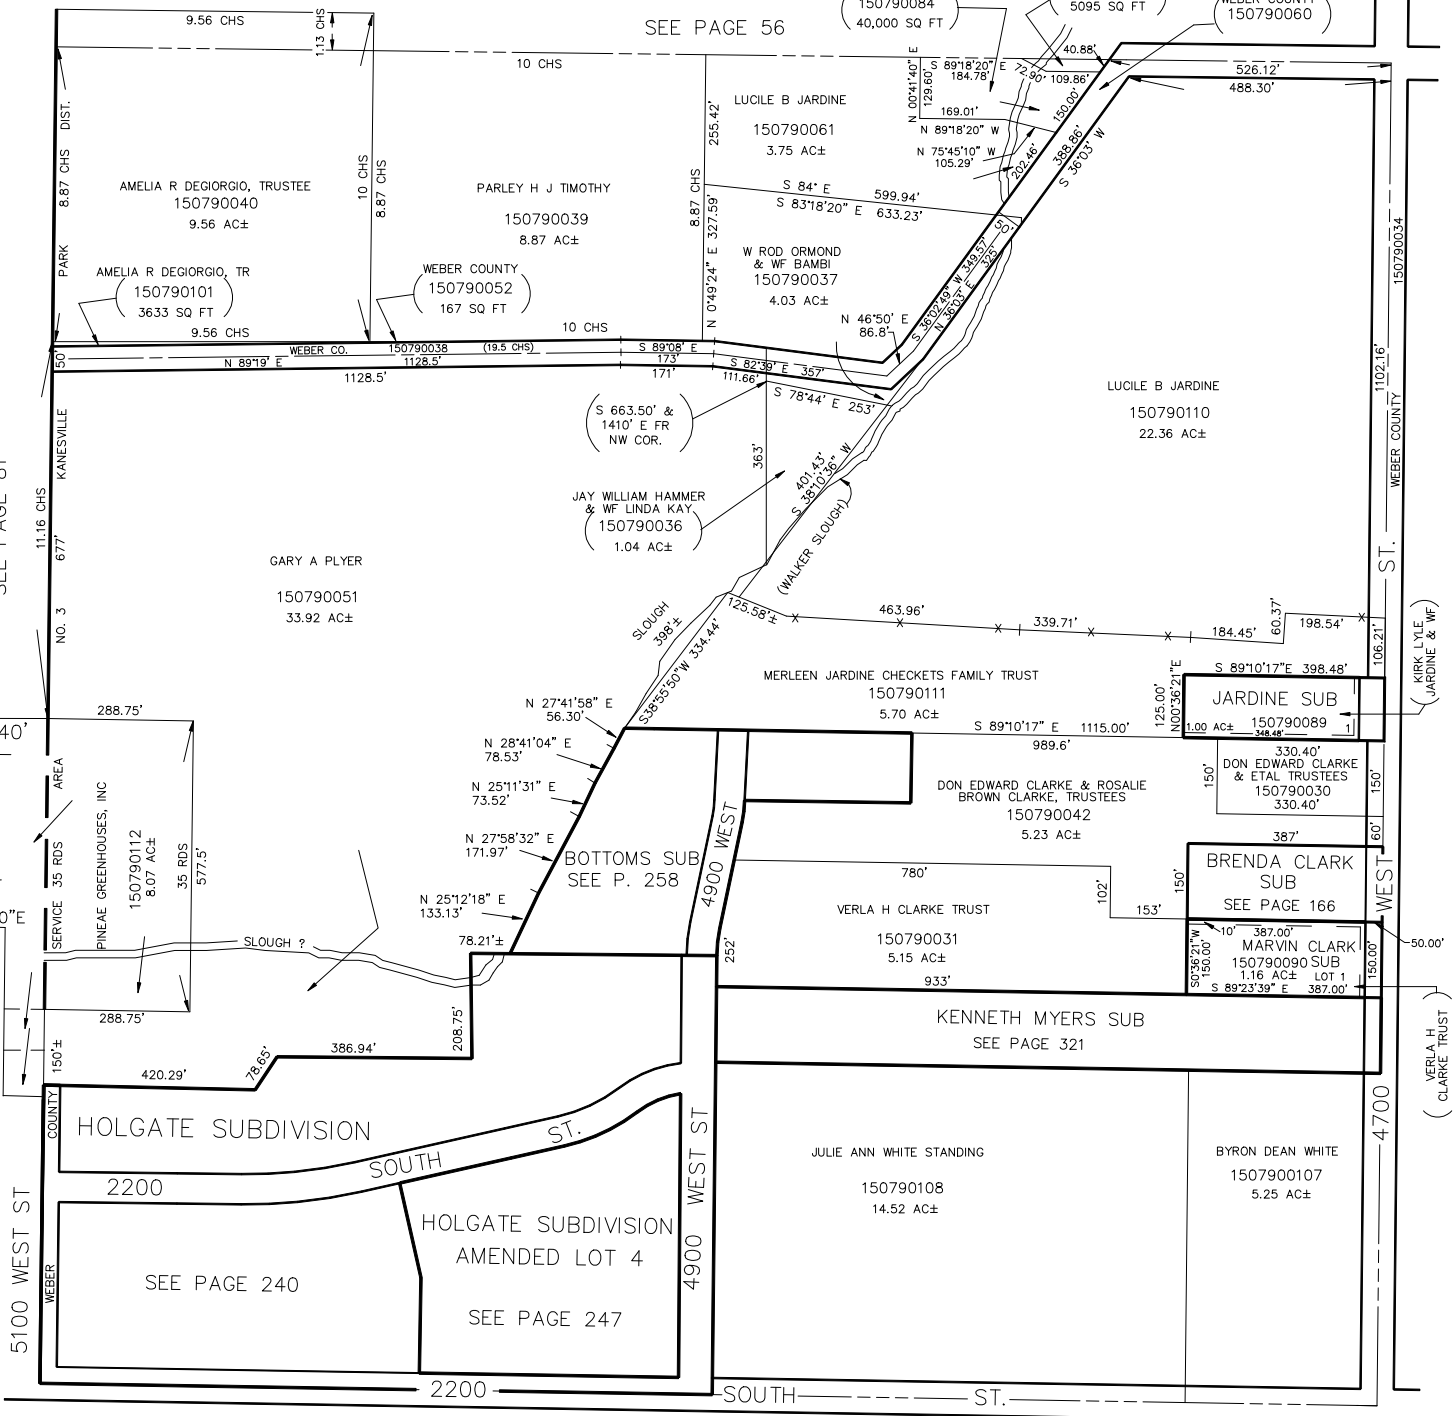 9.56 CHS
1.13 CHS
SEE PAGE 56
150790084
40,000 SQ FT
5095 SQ FT
150790060
10 CHS
40.88'
526.12'
488.30'
N 00°41'40" E
129.60'
S 89°18'20" E
184.78'
72.90'
109.86'
169.01'
N 89°18'20" W
N 75°45'10" W
105.29'
150.00'
202.46'
388.86'
S 36°03' W
PARK DIST.
8.87 CHS
AMELIA R DEGIORGIO, TRUSTEE
150790040
9.56 AC±
10 CHS
8.87 CHS
PARLEY H J TIMOTHY
150790039
8.87 AC±
255.42'
8.87 CHS
N 0°49'24" E 327.59'
LUCILE B JARDINE
150790061
3.75 AC±
S 84° E 599.94'
S 83°18'20" E 633.23'
W ROD ORMOND
& WF BAMBI
150790037
4.03 AC±
50'
S 36°02'49" W 349.57'
N 36°03' E 325'
N 46°50' E
86.8'
AMELIA R DEGIORGIO, TR
150790101
3633 SQ FT
9.56 CHS
WEBER COUNTY
150790052
167 SQ FT
10 CHS
50'
WEBER CO. 150790038 (19.5 CHS)
N 89°19' E 1128.5'
1128.5'
S 89°08' E
173'
171'
S 82°39' E 357'
111.66'
S 78°44' E 253'
S 663.50' &
1410' E FR
NW COR.
363'
401.43'
S 38°10'36" W
(WALKER SLOUGH)
JAY WILLIAM HAMMER
& WF LINDA KAY
150790036
1.04 AC±
LUCILE B JARDINE
150790110
22.36 AC±
1102.16'
WEBER COUNTY
150790034
ST.
11.16 CHS
NO. 3 677' KANESVILLE
GARY A PLYER
150790051
33.92 AC±
SLOUGH
398'±
S38°55'50"W 334.44'
125.58'±
463.96'
339.71'
184.45'
60.37'
198.54'
106.21'
MERLEEN JARDINE CHECKETS FAMILY TRUST
150790111
5.70 AC±
S 89°10'17" E 1115.00'
989.6'
S 89°10'17"E 398.48'
125.00'
N00°36'21"E
JARDINE SUB
1.00 AC± 150790089 1
348.48'
KIRK LYLE
JARDINE & WF
N 27°41'58" E
56.30'
N 28°41'04" E
78.53'
N 25°11'31" E
73.52'
N 27°58'32" E
171.97'
N 25°12'18" E
133.13'
78.21'±
288.75'
SERVICE AREA
35 RDS
PINEAE GREENHOUSES, INC
150790112
8.07 AC±
35 RDS
577.5'
SLOUGH ?
288.75'
150'±
BOTTOMS SUB
SEE P. 258
4900 WEST
DON EDWARD CLARKE & ROSALIE
BROWN CLARKE, TRUSTEES
150790042
5.23 AC±
330.40'
DON EDWARD CLARKE
& ETAL TRUSTEES
150790030
330.40'
150'
150'
60'
780'
102'
153'
387'
150'
BRENDA CLARK
SUB
SEE PAGE 166
WEST
VERLA H CLARKE TRUST
150790031
5.15 AC±
933'
252'
10'
387.00'
MARVIN CLARK
150790090 SUB
1.16 AC± LOT 1
S 89°23'39" E 387.00'
S0°36'21"W
150.00'
150.00'
50.00'
VERLA H
CLARKE TRUST
KENNETH MYERS SUB
SEE PAGE 321
420.29'
78.65'
386.94'
208.75'
COUNTY
WEBER
HOLGATE SUBDIVISION
2200 SOUTH ST.
HOLGATE SUBDIVISION
AMENDED LOT 4
SEE PAGE 247
SEE PAGE 240
5100 WEST ST
4900 WEST ST
JULIE ANN WHITE STANDING
150790108
14.52 AC±
BYRON DEAN WHITE
1507900107
5.25 AC±
4700
2200 SOUTH ST.